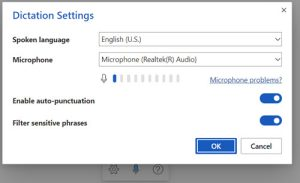 Dictation Settings
Spoken language English (U.S.)
Microphone Microphone (Realtek(R) Audio)
Microphone problems?
Enable auto-punctuation
Filter sensitive phrases
OK Cancel